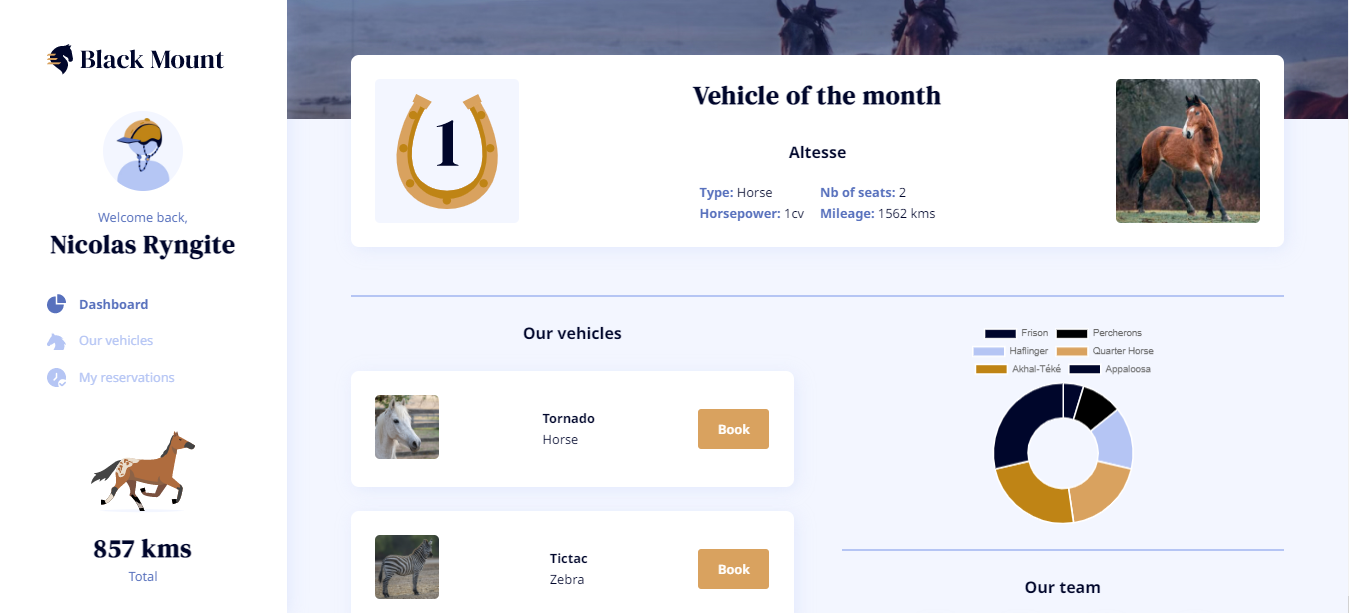 Black Mount
Welcome back,
Nicolas Ryngite
Dashboard
Our vehicles
My reservations
857 kms
Total
1
Vehicle of the month
Altesse
Type: Horse Nb of seats: 2
Horsepower: 1cv Mileage: 1562 kms
Our vehicles
Tornado
Horse
Book
Tictac
Zebra
Book
Frison Percherons
Haflinger Quarter Horse
Akhal-Téké Appaloosa
Our team